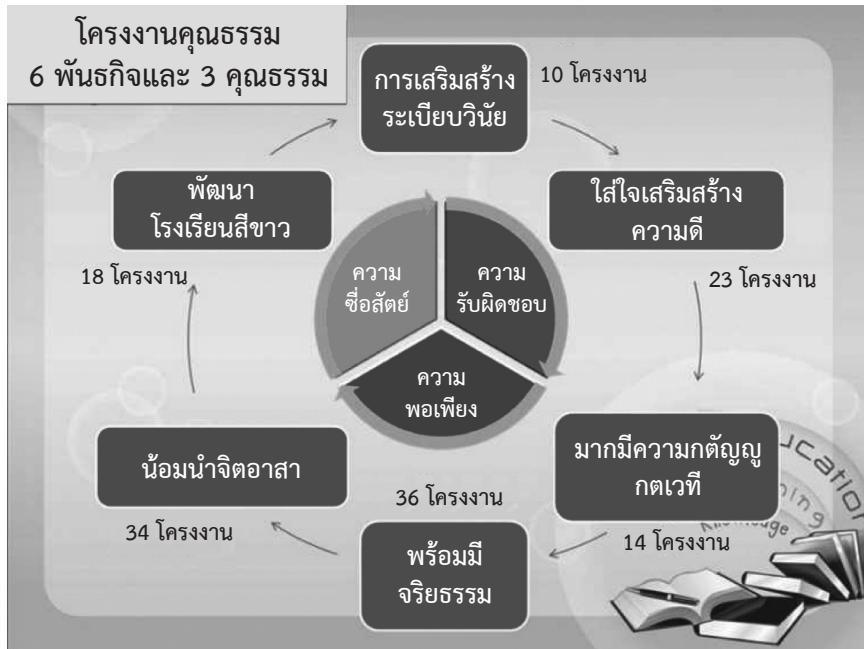 โครงงานคุณธรรม
6 พันธกิจและ 3 คุณธรรม
การเสริมสร้าง
ระเบียบวินัย
10 โครงงาน
ใส่ใจเสริมสร้าง
ความดี
23 โครงงาน
มากมีความกตัญญู
กตเวที
14 โครงงาน
พร้อมมี
จริยธรรม
36 โครงงาน
น้อมนำจิตอาสา
34 โครงงาน
พัฒนา
โรงเรียนสีขาว
18 โครงงาน
ความ
ซื่อสัตย์
ความ
รับผิดชอบ
ความ
พอเพียง
Knowledge